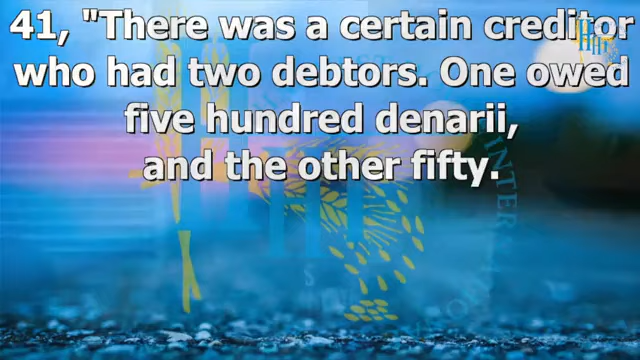 41, "There was a certain creditor
who had two debtors. One owed
five hundred denarii,
and the other fifty.